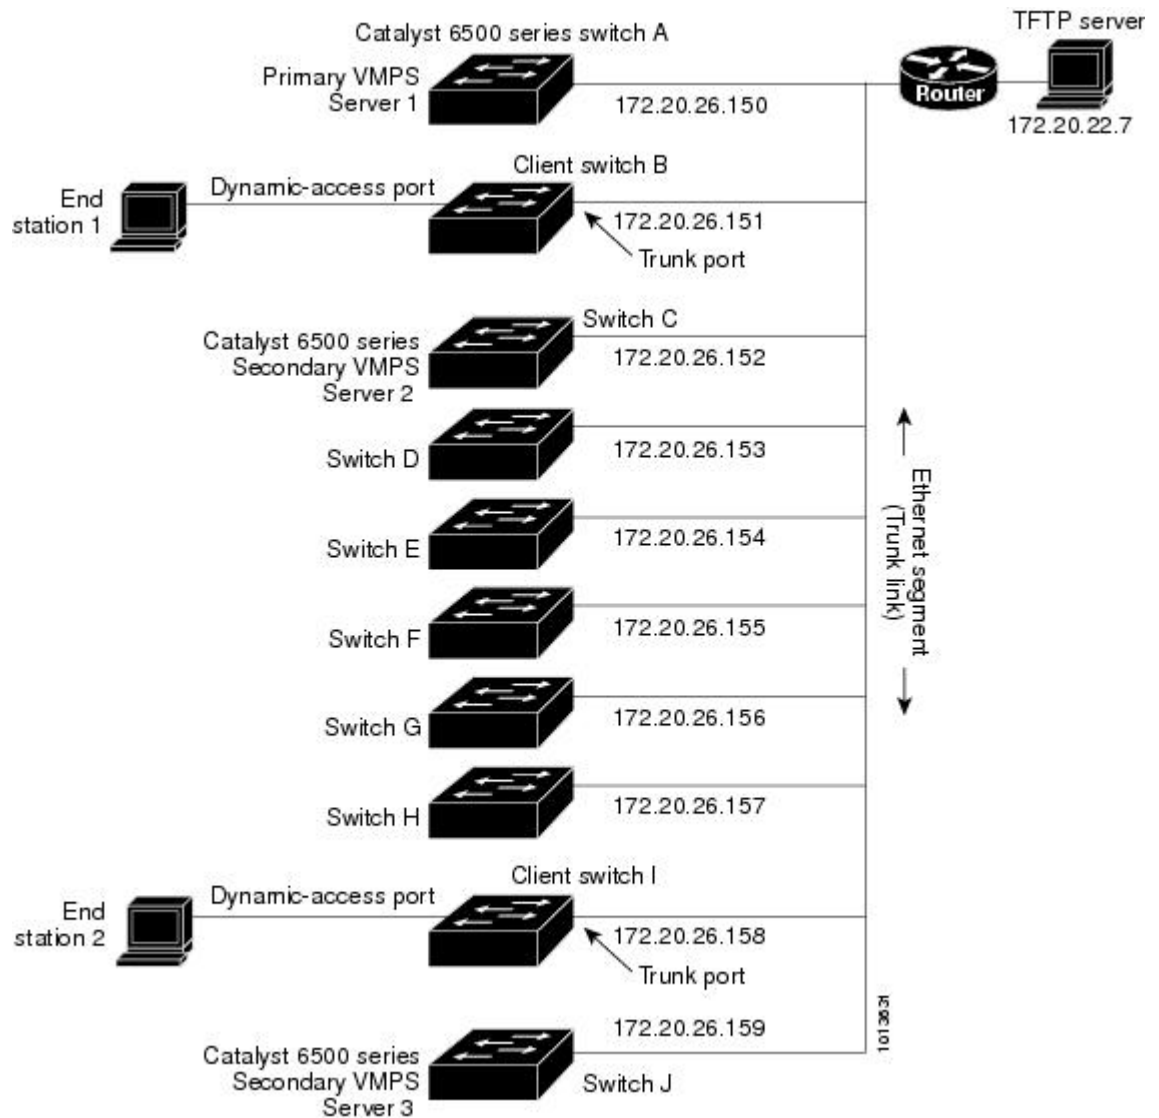 Catalyst 6500 series switch A
TFTP server
Primary VMPS
Server 1
172.20.26.150
Router
172.20.22.7
Client switch B
End
station 1
Dynamic-access port
172.20.26.151
Trunk port
Switch C
Catalyst 6500 series
Secondary VMPS
Server 2
172.20.26.152
Switch D
172.20.26.153
Switch E
172.20.26.154
Ethernet segment
(Trunk link)
Switch F
172.20.26.155
Switch G
172.20.26.156
Switch H
172.20.26.157
Client switch I
End
station 2
Dynamic-access port
172.20.26.158
Trunk port
172.20.26.159
Catalyst 6500 series
Secondary VMPS
Server 3
Switch J